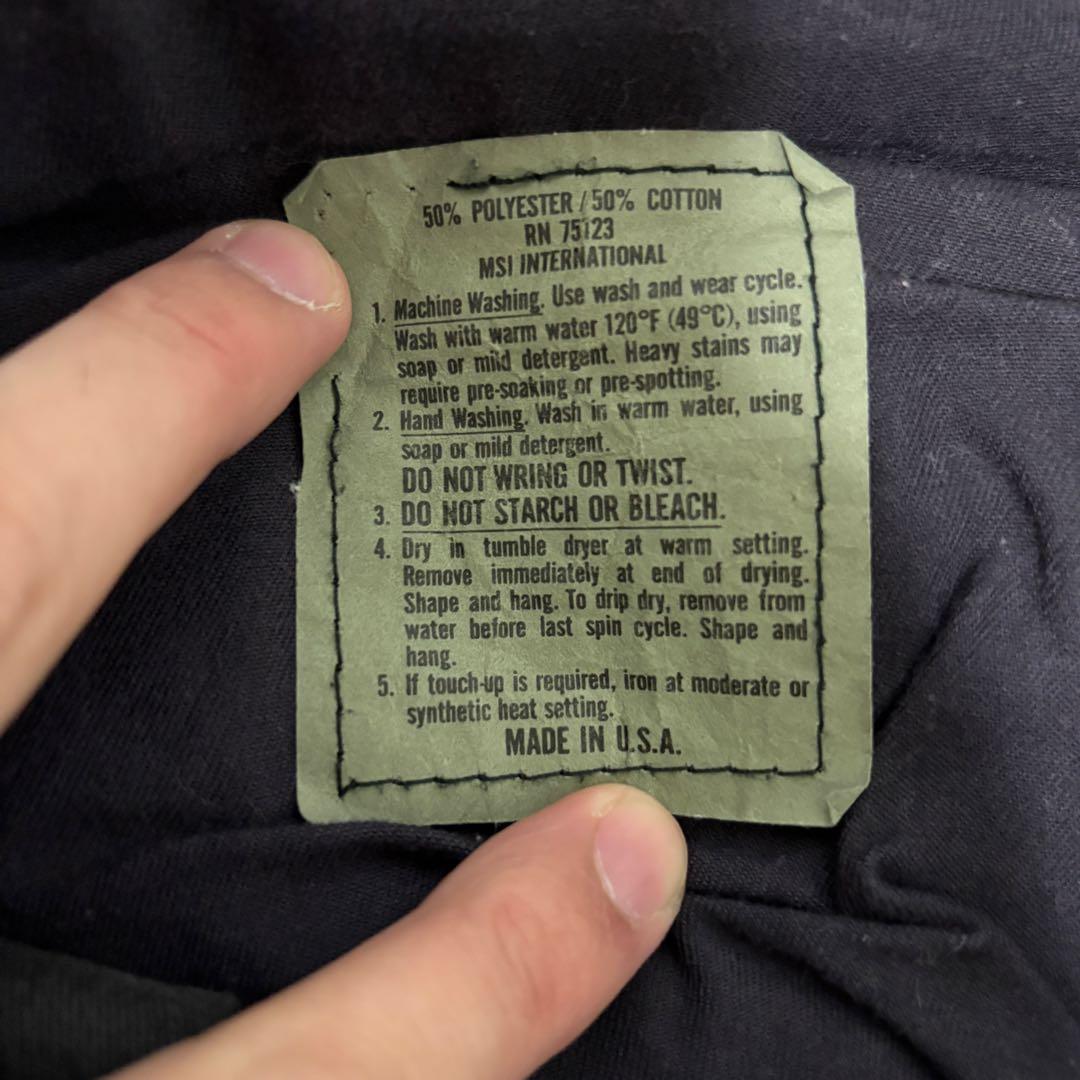 50% POLYESTER / 50% COTTON
RN 75123
MSI INTERNATIONAL
1. Machine Washing. Use wash and wear cycle.
Wash with warm water 120°F (49°C), using
soap or mild detergent. Heavy stains may
require pre-soaking or pre-spotting.
2. Hand Washing. Wash in warm water, using
soap or mild detergent.
DO NOT WRING OR TWIST.
3. DO NOT STARCH OR BLEACH.
4. Dry in tumble dryer at warm setting.
Remove immediately at end of drying.
Shape and hang. To drip dry, remove from
water before last spin cycle. Shape and
hang.
5. If touch-up is required, iron at moderate or
synthetic heat setting.
MADE IN U.S.A.